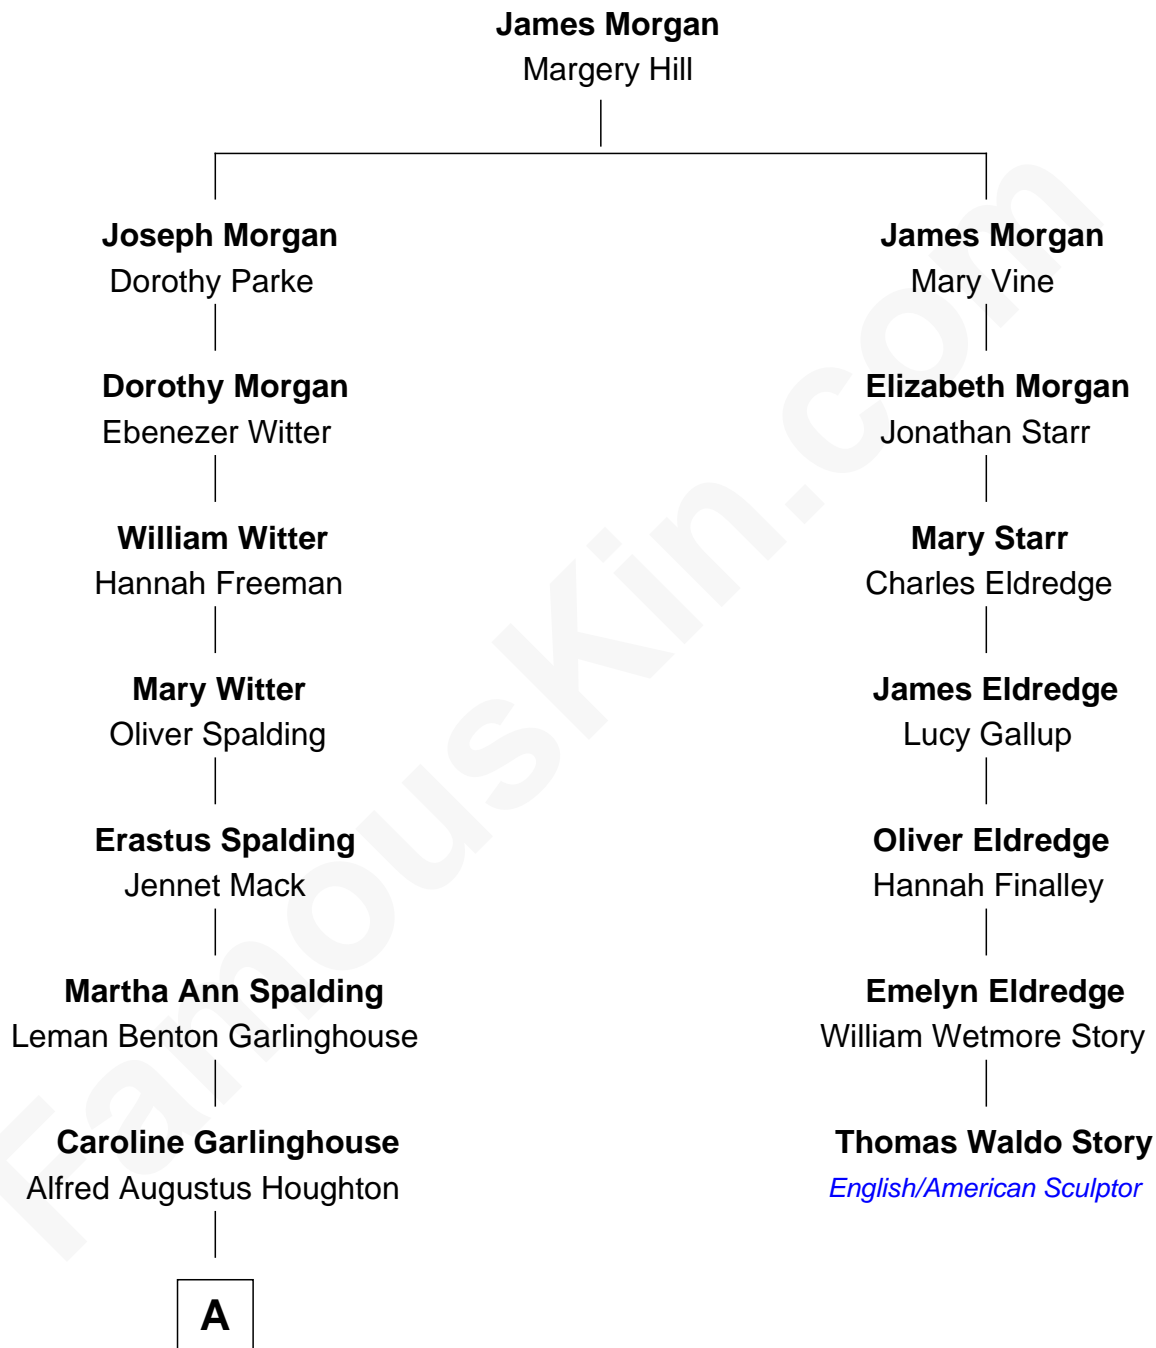 James Morgan
Margery Hill
Joseph Morgan
Dorothy Parke
James Morgan
Mary Vine
Dorothy Morgan
Ebenezer Witter
Elizabeth Morgan
Jonathan Starr
William Witter
Hannah Freeman
Mary Starr
Charles Eldredge
Mary Witter
Oliver Spalding
James Eldredge
Lucy Gallup
Erastus Spalding
Jennet Mack
Oliver Eldredge
Hannah Finalley
Martha Ann Spalding
Leman Benton Garlinghouse
Emelyn Eldredge
William Wetmore Story
Caroline Garlinghouse
Alfred Augustus Houghton
Thomas Waldo Story
English/American Sculptor
A
FamousKin.com